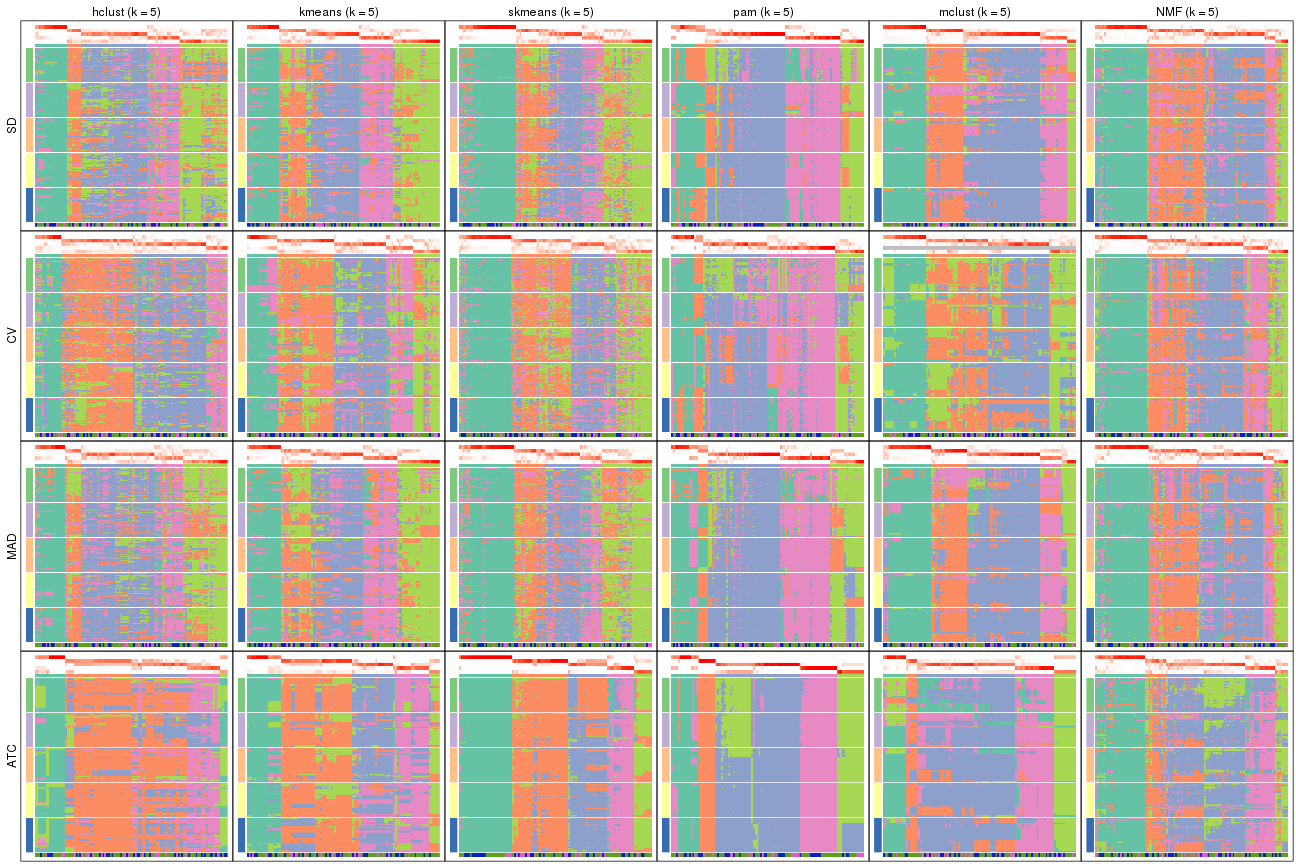 hclust (k = 5)
kmeans (k = 5)
skmeans (k = 5)
pam (k = 5)
mclust (k = 5)
NMF (k = 5)
SD
CV
MAD
ATC